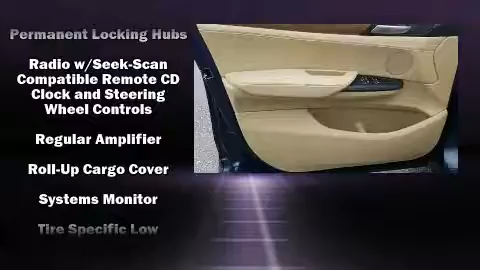 Permanent Locking Hubs
Radio w/Seek-Scan
Compatible Remote CD
Clock and Steering
Wheel Controls
Regular Amplifier
Roll-Up Cargo Cover
Systems Monitor
Tire Specific Low